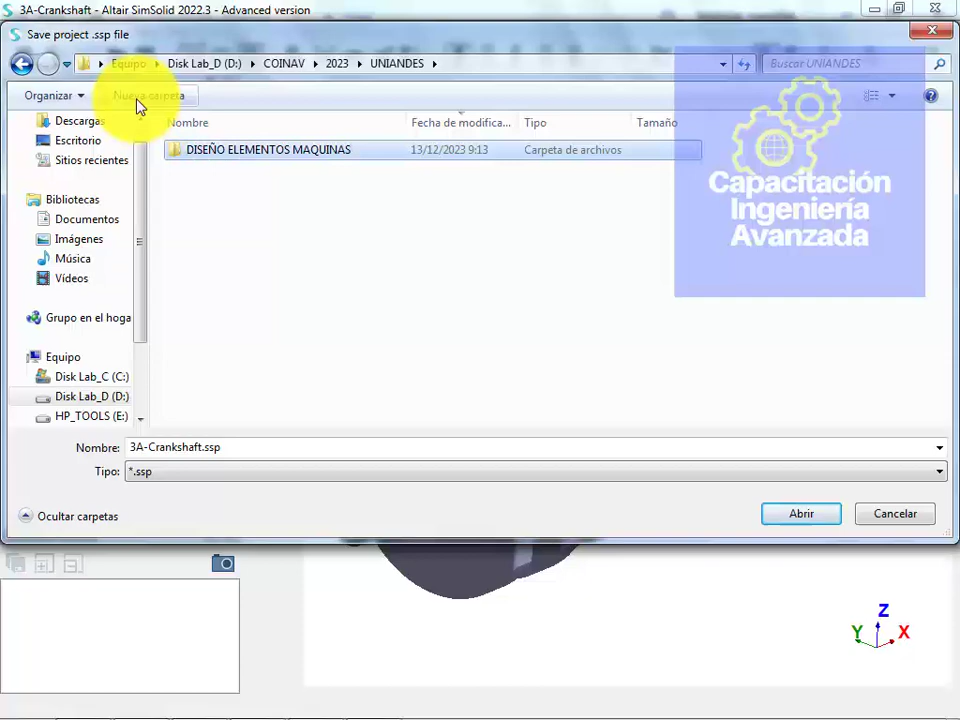 3A-Crankshaft - Altair SimSolid 2022.3 - Advanced version
Save project .ssp file
Equipo Disk Lab_D (D:) COINAV 2023 UNIANDES
Buscar UNIANDES
Organizar Nueva carpeta
Descargas
Escritorio
Sitios recientes
Bibliotecas
Documentos
Imágenes
Música
Vídeos
Grupo en el hoga
Equipo
Disk Lab_C (C:)
Disk Lab_D (D:)
HP_TOOLS (E:)
Nombre Fecha de modifica... Tipo Tamaño
DISEÑO ELEMENTOS MAQUINAS 13/12/2023 9:13 Carpeta de archivos
Capacitación
Ingeniería
Avanzada
Nombre: 3A-Crankshaft.ssp
Tipo: *.ssp
Ocultar carpetas Abrir Cancelar
Z
Y X